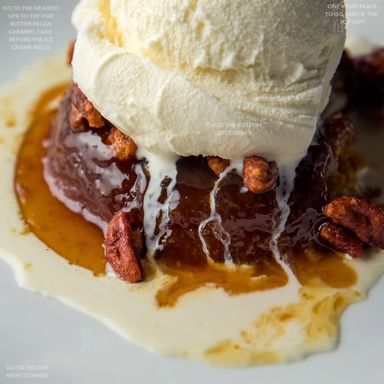 GO TO THE NEAREST
CPK TO TRY OUR
BUTTER PECAN
CARAMEL CAKE
BEFORE THE ICE
CREAM MELTS
ONE MORE PLACE
TO GO, CHECK THE
TOP LEFT
CHECK THE BOTTOM
LEFT CORNER
GO TO THE TOP
RIGHT CORNER